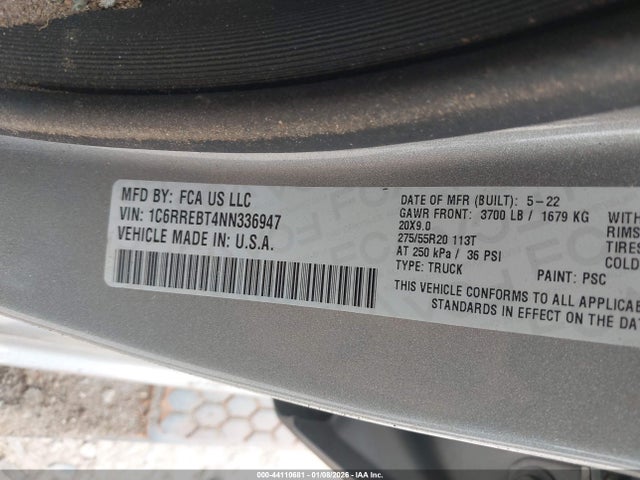 MFD BY: FCA US LLC
VIN: 1C6RREBT4NN336947
VEHICLE MADE IN: U.S.A.
DATE OF MFR (BUILT): 5-22
GAWR FRONT: 3700 LB / 1679 KG WITH
20X9.0 RIMS
275/55R20 113T TIRES
AT 250 kPa / 36 PSI COLD
TYPE: TRUCK PAINT: PSC
THIS VEHICLE CONFORMS TO ALL APPLICAB
STANDARDS IN EFFECT ON THE DAT
000-44110681 | 01/08/2026 - IAA Corp.